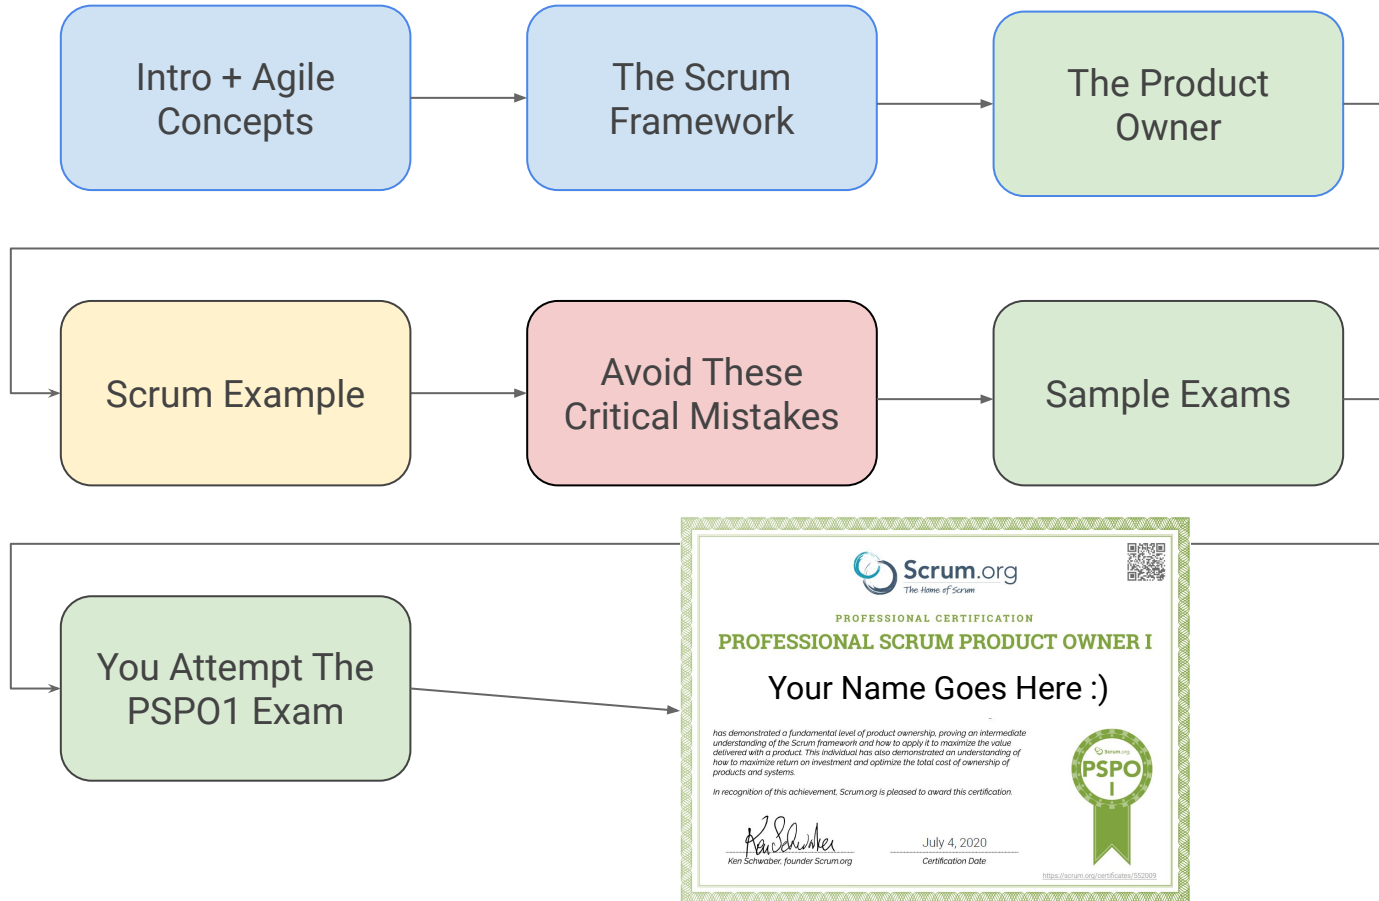 Intro + Agile
Concepts
The Scrum
Framework
The Product
Owner
Scrum Example
Avoid These
Critical Mistakes
Sample Exams
You Attempt The
PSPO1 Exam
Scrum.org
The Home of Scrum
PROFESSIONAL CERTIFICATION
PROFESSIONAL SCRUM PRODUCT OWNER I
Your Name Goes Here :)
has demonstrated a fundamental level of product ownership, proving an intermediate
understanding of the Scrum framework and how to apply it to maximize the value
delivered with a product. This individual has also demonstrated an understanding of
how to maximize return on investment and optimize the total cost of ownership of
products and systems.
In recognition of this achievement, Scrum.org is pleased to award this certification.
Scrum.org
PSPO
I
Ken Schwaber
July 4, 2020
Ken Schwaber, founder Scrum.org
Certification Date
https://scrum.org/certificates/552009